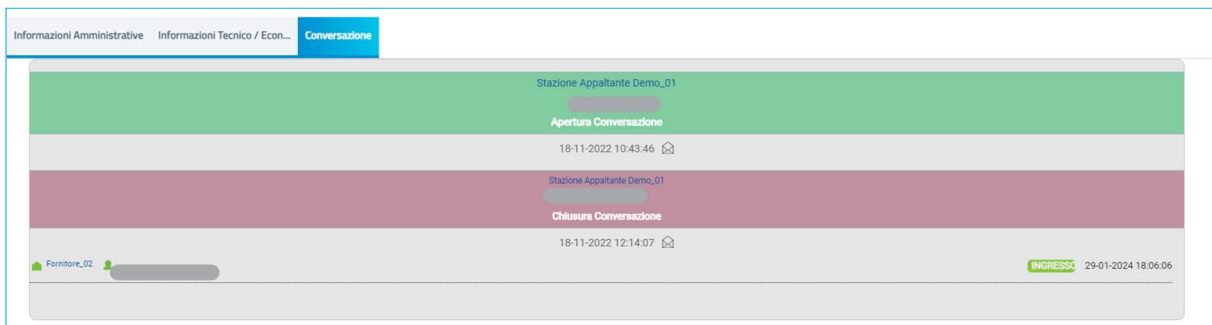 Informazioni Amministrative Informazioni Tecnico / Econ... Conversazione
Stazione Appaltante Demo_01
Apertura Conversazione
18-11-2022 10:43:46
Stazione Appaltante Demo_01
Chiusura Conversazione
18-11-2022 12:14:07
Fornitore_02 INGRESSO 29-01-2024 18:06:06